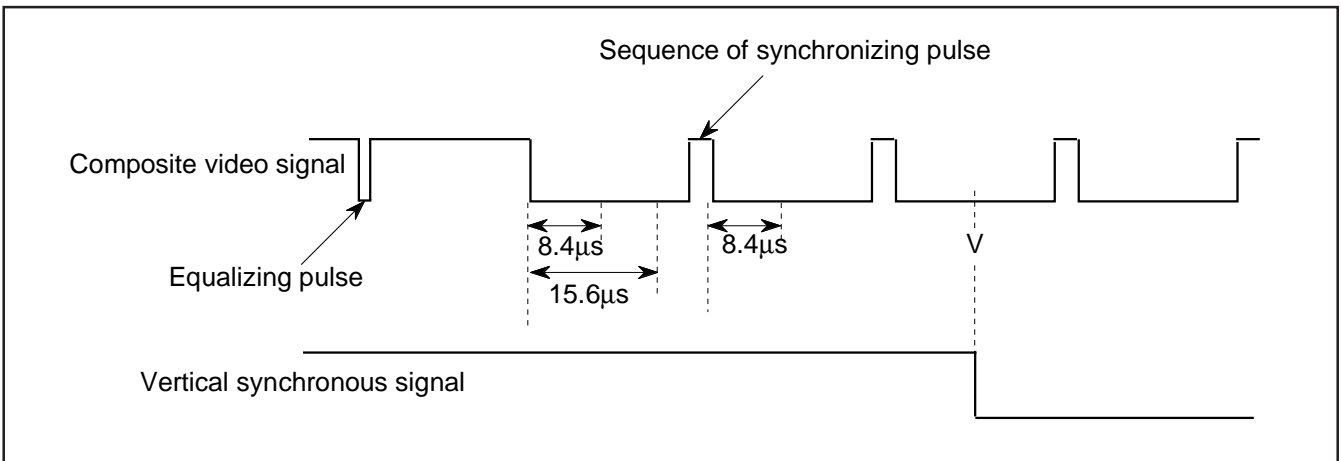 Sequence of synchronizing pulse
Composite video signal
8.4μs
8.4μs
V
Equalizing pulse
15.6μs
Vertical synchronous signal